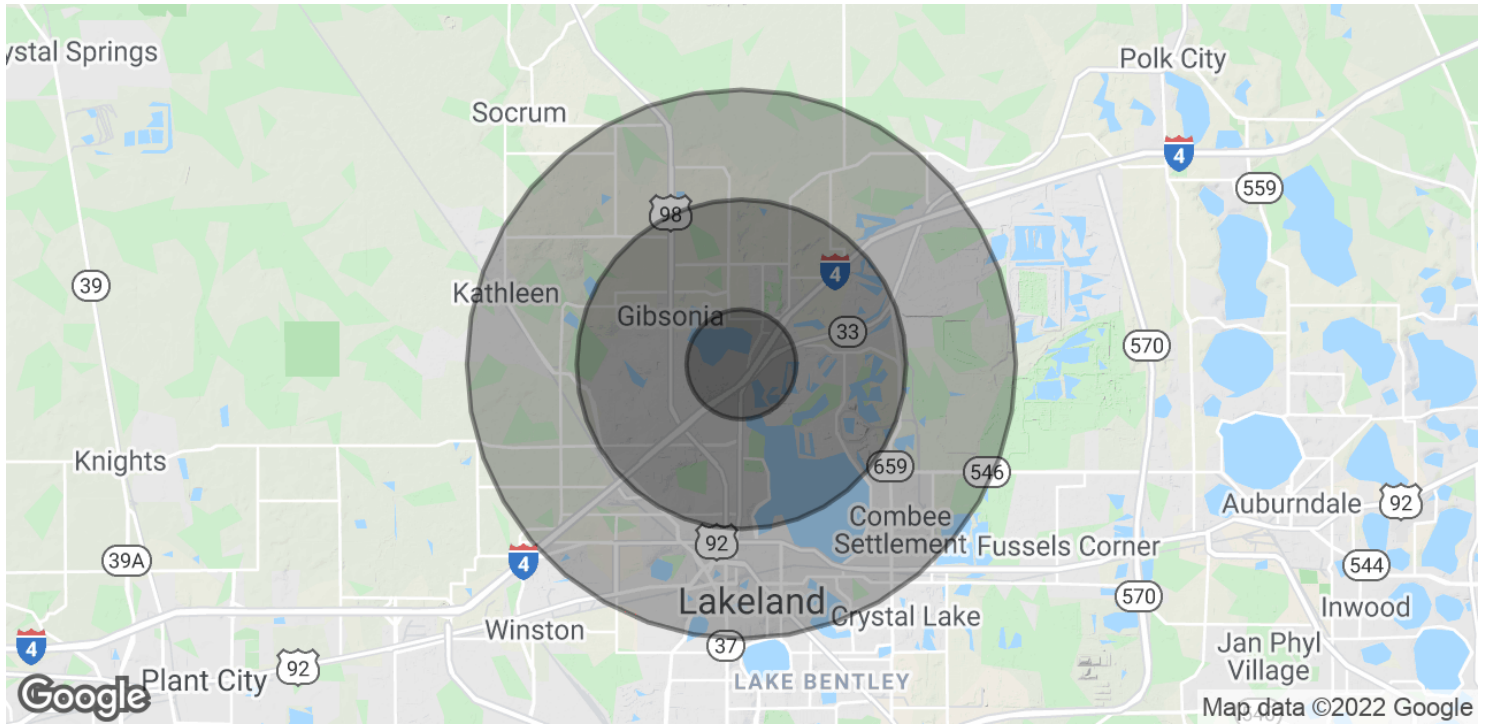 ystal Springs
Polk City
Socrum
4
559
98
4
39
Kathleen
Gibsonia
33
570
Knights
659
546
Auburndale
92
Combee
Settlement
92
Fussels Corner
39A
4
544
570
Lakeland
Crystal Lake
Inwood
Winston
37
4
Jan Phyl
Village
92
Plant City
LAKE BENTLEY
Google
Map data ©2022 Google